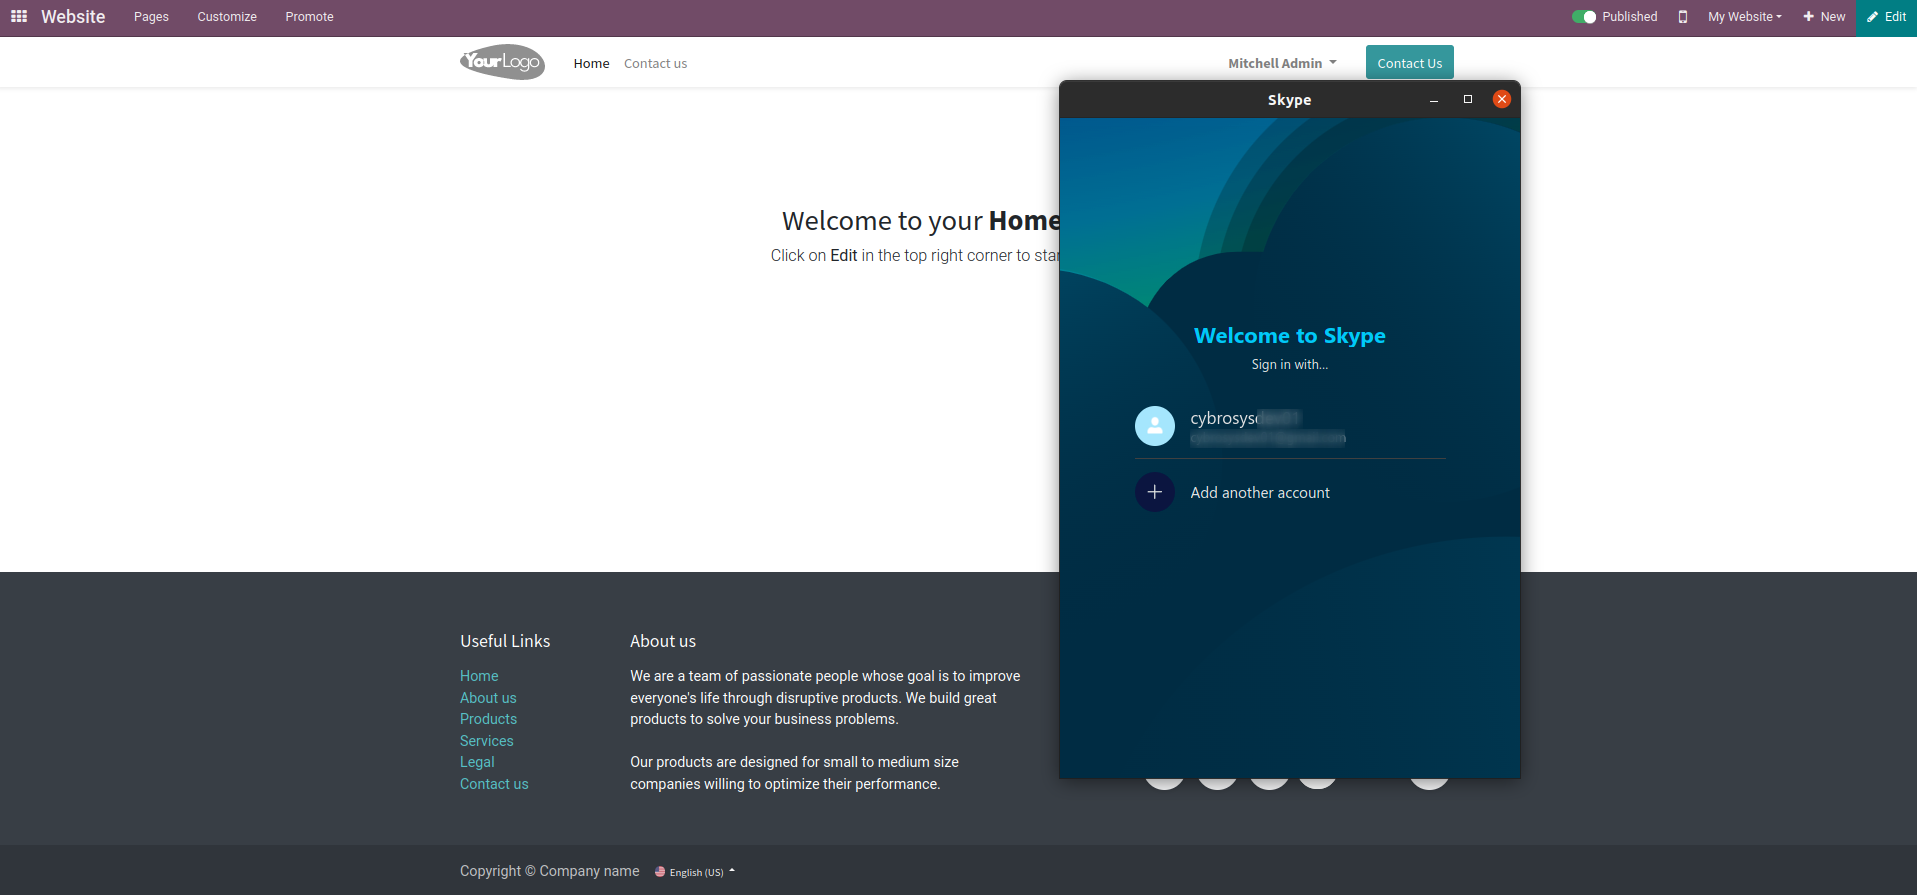 Website Pages Customize Promote Published My Website New Edit
YourLogo Home Contact us Mitchell Admin Contact Us
Skype
Welcome to your Home
Click on Edit in the top right corner to star
Welcome to Skype
Sign in with...
cybrosys
Add another account
Useful Links
Home
About us
Products
Services
Legal
Contact us
About us
We are a team of passionate people whose goal is to improve
everyone's life through disruptive products. We build great
products to solve your business problems.
Our products are designed for small to medium size
companies willing to optimize their performance.
Copyright © Company name English (US)